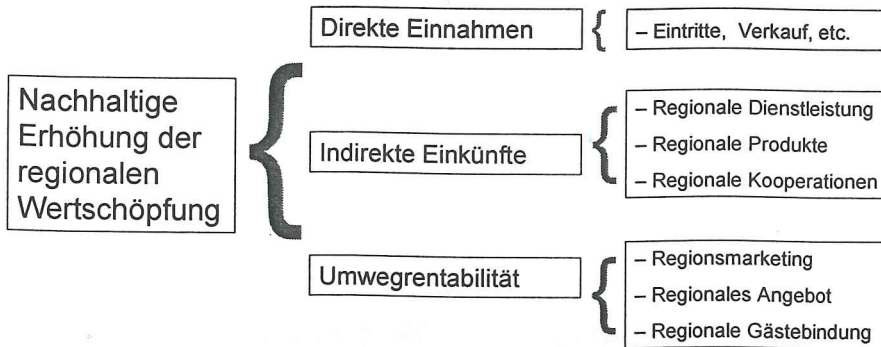 Nachhaltige
Erhöhung der
regionalen
Wertschöpfung
Direkte Einnahmen
– Eintritte, Verkauf, etc.
Indirekte Einkünfte
– Regionale Dienstleistung
– Regionale Produkte
– Regionale Kooperationen
Umwegrentabilität
– Regionsmarketing
– Regionales Angebot
– Regionale Gästebindung